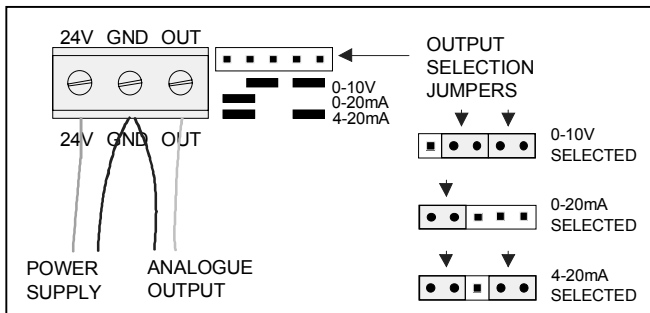 24V GND OUT
OUTPUT
SELECTION
JUMPERS
0-10V
0-20mA
4-20mA
24V GND OUT
0-10V
SELECTED
0-20mA
SELECTED
4-20mA
SELECTED
POWER
SUPPLY
ANALOGUE
OUTPUT